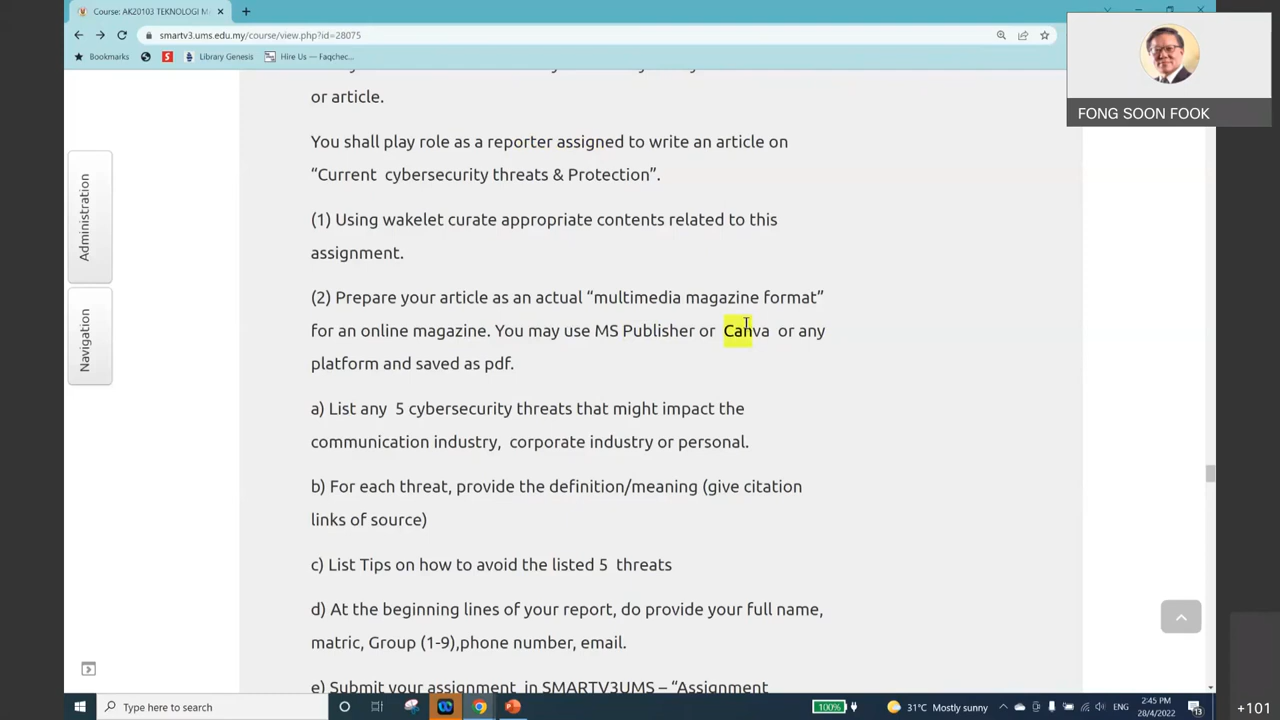 Course: AK20103 TEKNOLOGI M
smartv3.ums.edu.my/course/view.php?id=28075
Bookmarks
Library Genesis
Hire Us — Faqchec...
FONG SOON FOOK
or article.
You shall play role as a reporter assigned to write an article on
“Current cybersecurity threats & Protection”.
(1) Using wakelet curate appropriate contents related to this
assignment.
(2) Prepare your article as an actual “multimedia magazine format”
for an online magazine. You may use MS Publisher or Canva or any
platform and saved as pdf.
a) List any 5 cybersecurity threats that might impact the
communication industry, corporate industry or personal.
b) For each threat, provide the definition/meaning (give citation
links of source)
c) List Tips on how to avoid the listed 5 threats
d) At the beginning lines of your report, do provide your full name,
matric, Group (1-9),phone number, email.
e) Submit your assignment in SMARTV3UMS – “Assignment
Administration
Navigation
Type here to search
100%
31°C Mostly sunny
ENG
2:45 PM
28/4/2022
13
+101